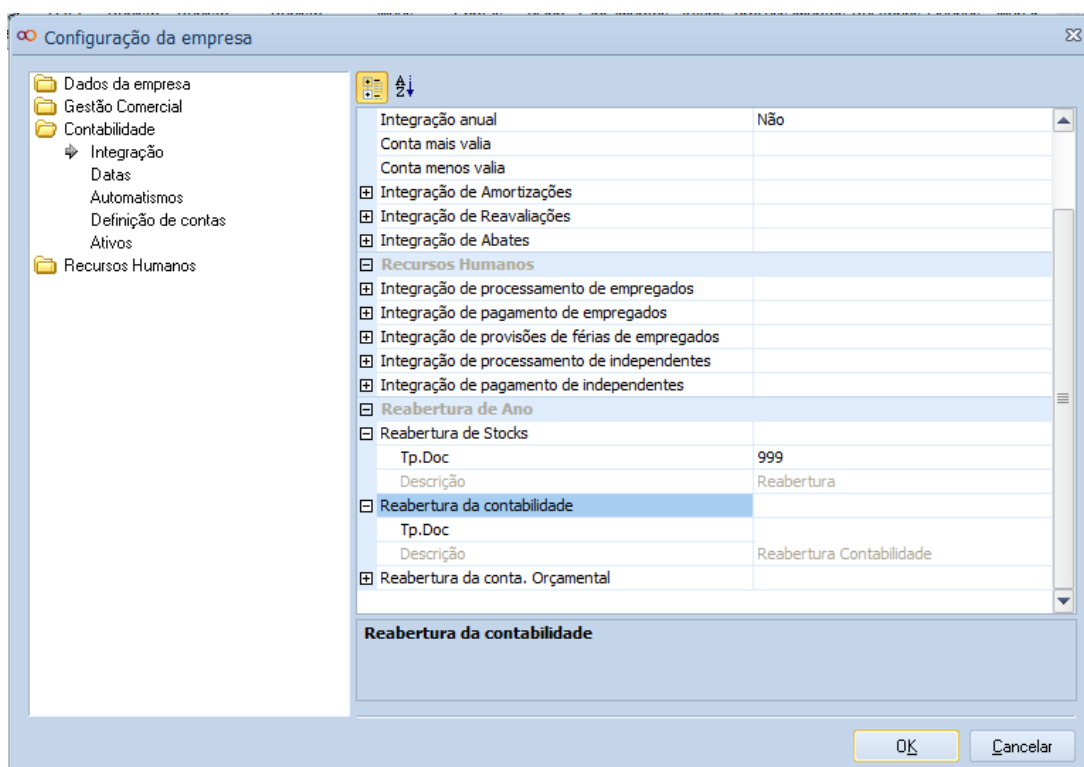 Configuração da empresa
Dados da empresa
Gestão Comercial
Contabilidade
Integração
Datas
Automatismos
Definição de contas
Ativos
Recursos Humanos
Integração anual Não
Conta mais valia
Conta menos valia
Integração de Amortizações
Integração de Reavaliações
Integração de Abates
Recursos Humanos
Integração de processamento de empregados
Integração de pagamento de empregados
Integração de provisões de férias de empregados
Integração de processamento de independentes
Integração de pagamento de independentes
Reabertura de Ano
Reabertura de Stocks
Tp.Doc 999
Descrição Reabertura
Reabertura da contabilidade
Tp.Doc
Descrição Reabertura Contabilidade
Reabertura da conta. Orçamental
Reabertura da contabilidade
OK Cancelar